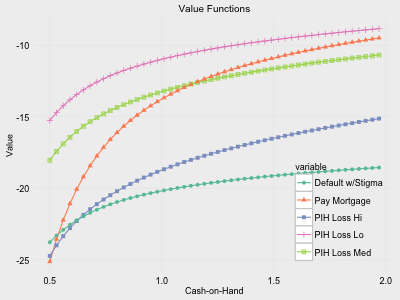 Value Functions
-10
-15
-20
-25
Value
0.5
1.0
1.5
2.0
Cash-on-Hand
variable
Default w/Stigma
Pay Mortgage
PIH Loss Hi
PIH Loss Lo
PIH Loss Med